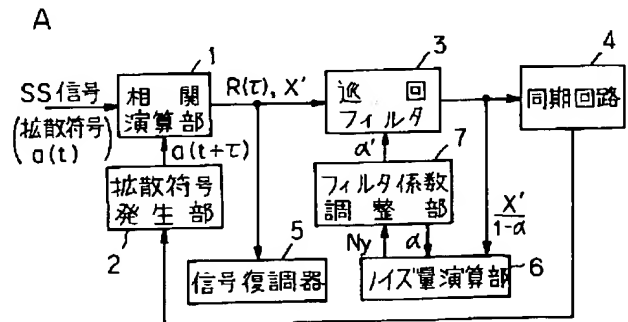 A
1
3
4
SS信号
(拡散符号
a(t))
相関
演算部
R(τ), X'
巡回
フィルタ
同期回路
a(t+τ)
α'
7
拡散符号
発生部
2
フィルタ係数
調整部
X'
1-α
5
Ny
α
信号復調器
ノイズ量演算部
6